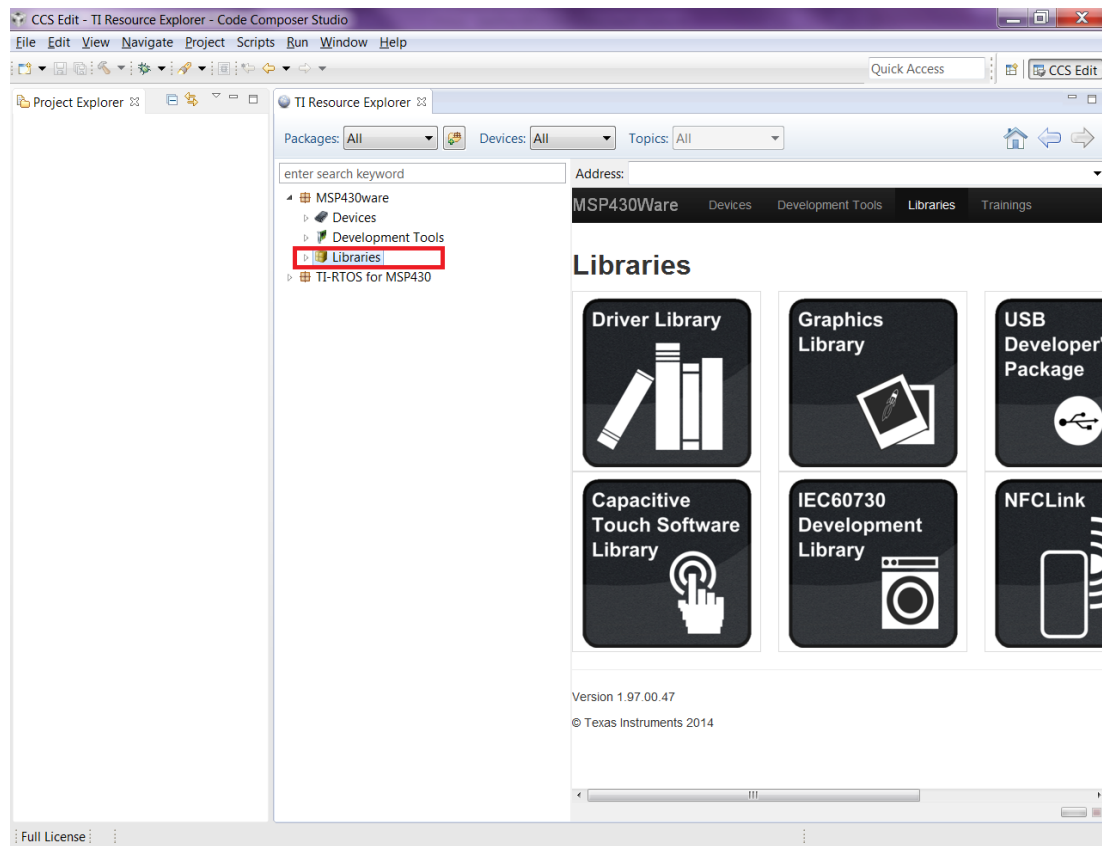 CCS Edit - TI Resource Explorer - Code Composer Studio
File Edit View Navigate Project Scripts Run Window Help
Quick Access
CCS Edit
Project Explorer
TI Resource Explorer
Packages: All
Devices: All
Topics: All
enter search keyword
Address:
MSP430ware
Devices
Development Tools
Libraries
TI-RTOS for MSP430
MSP430Ware Devices Development Tools Libraries Trainings
Libraries
Driver Library
Graphics
Library
USB
Developer'
Package
Capacitive
Touch Software
Library
IEC60730
Development
Library
NFCLink
Version 1.97.00.47
© Texas Instruments 2014
Full License